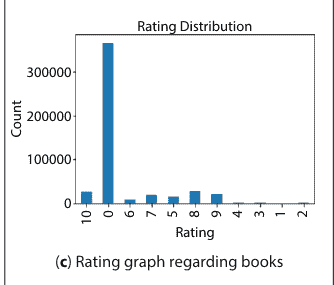 Rating Distribution
300000
200000
100000
0
Count
10 0 6 7 5 8 9 4 3 1 2
Rating
(c) Rating graph regarding books